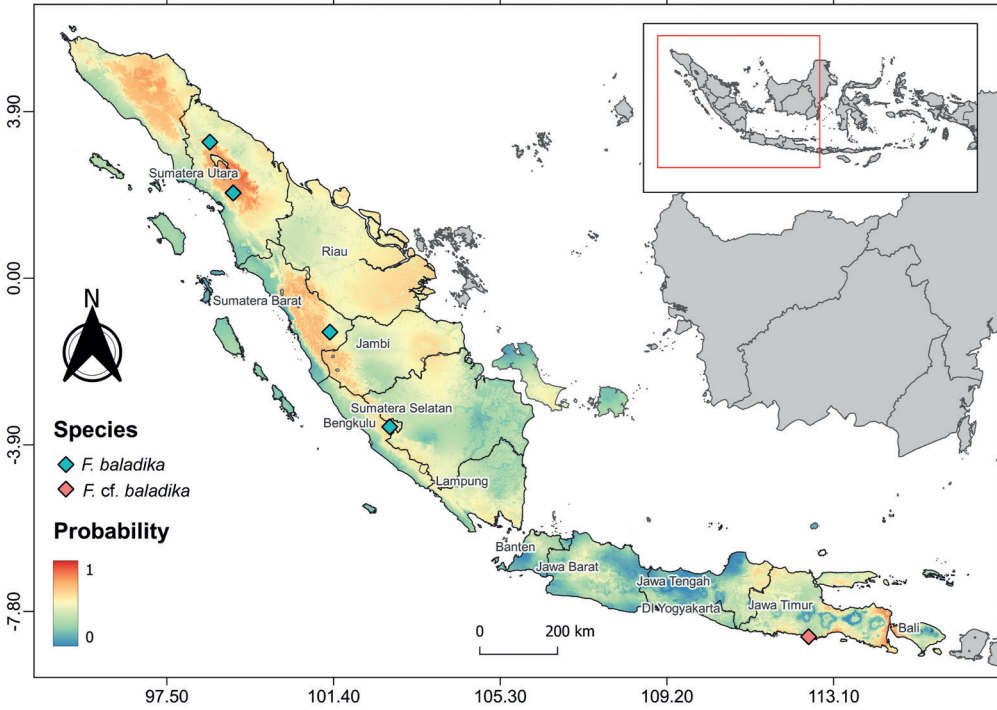 3.90
0.00
-3.90
-7.80
N
Sumatera Utara
Riau
Sumatera Barat
Jambi
Sumatera Selatan
Bengkulu
Lampung
Banten
Jawa Barat
Jawa Tengah
DI Yogyakarta
Jawa Timur
Bali
Species
F. baladika
F. cf. baladika
Probability
1
0
0 200 km
97.50 101.40 105.30 109.20 113.10